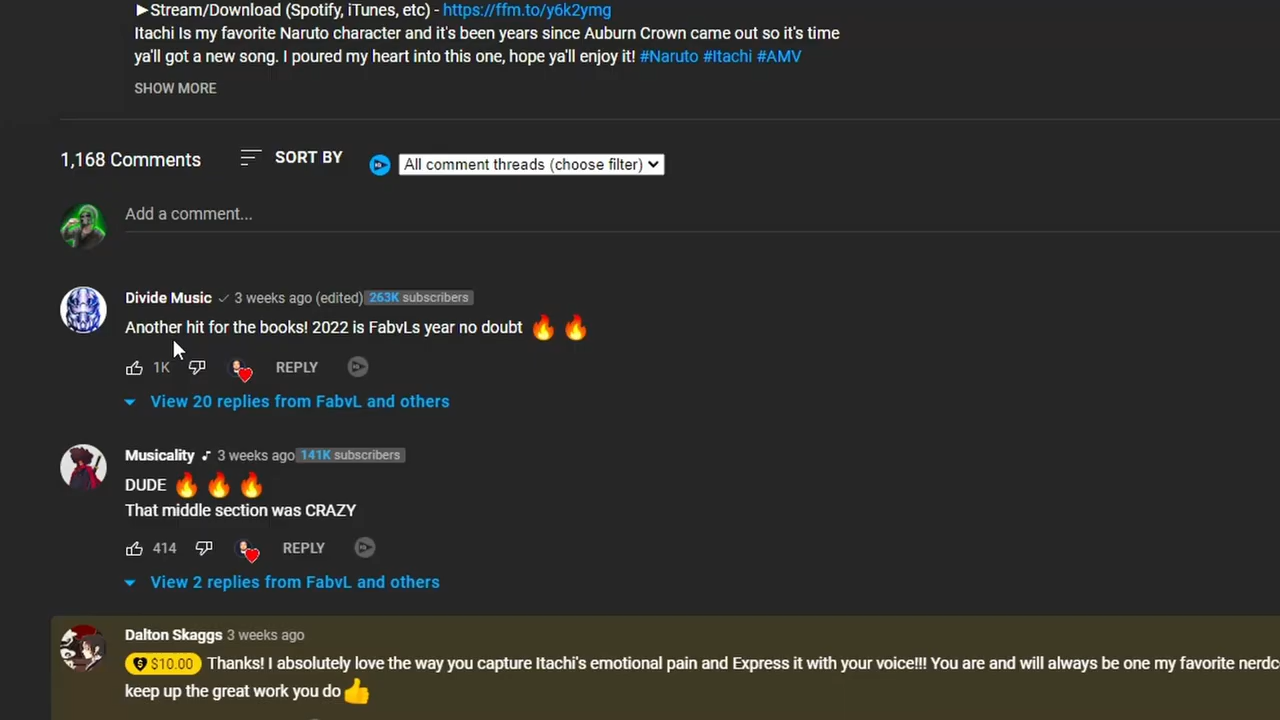 ►Stream/Download (Spotify, iTunes, etc) - https://ffm.to/y6k2ymg
Itachi Is my favorite Naruto character and it's been years since Auburn Crown came out so it's time
ya'll got a new song. I poured my heart into this one, hope ya'll enjoy it! #Naruto #Itachi #AMV
SHOW MORE
1,168 Comments SORT BY All comment threads (choose filter)
Add a comment...
Divide Music 3 weeks ago (edited) 263K subscribers
Another hit for the books! 2022 is FabvLs year no doubt 🔥 🔥
1K REPLY
View 20 replies from FabvL and others
Musicality 3 weeks ago 141K subscribers
DUDE 🔥 🔥 🔥
That middle section was CRAZY
414 REPLY
View 2 replies from FabvL and others
Dalton Skaggs 3 weeks ago
$10.00 Thanks! I absolutely love the way you capture Itachi's emotional pain and Express it with your voice!!! You are and will always be one my favorite nerdc
keep up the great work you do 👍